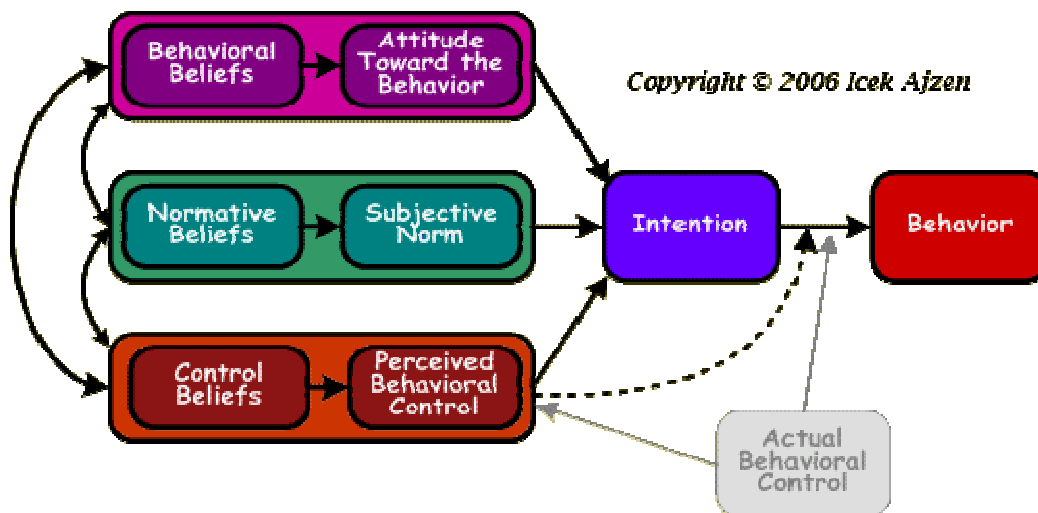 Behavioral
Beliefs
Attitude
Toward the
Behavior
Copyright © 2006 Icek Ajzen
Normative
Beliefs
Subjective
Norm
Intention
Behavior
Control
Beliefs
Perceived
Behavioral
Control
Actual
Behavioral
Control